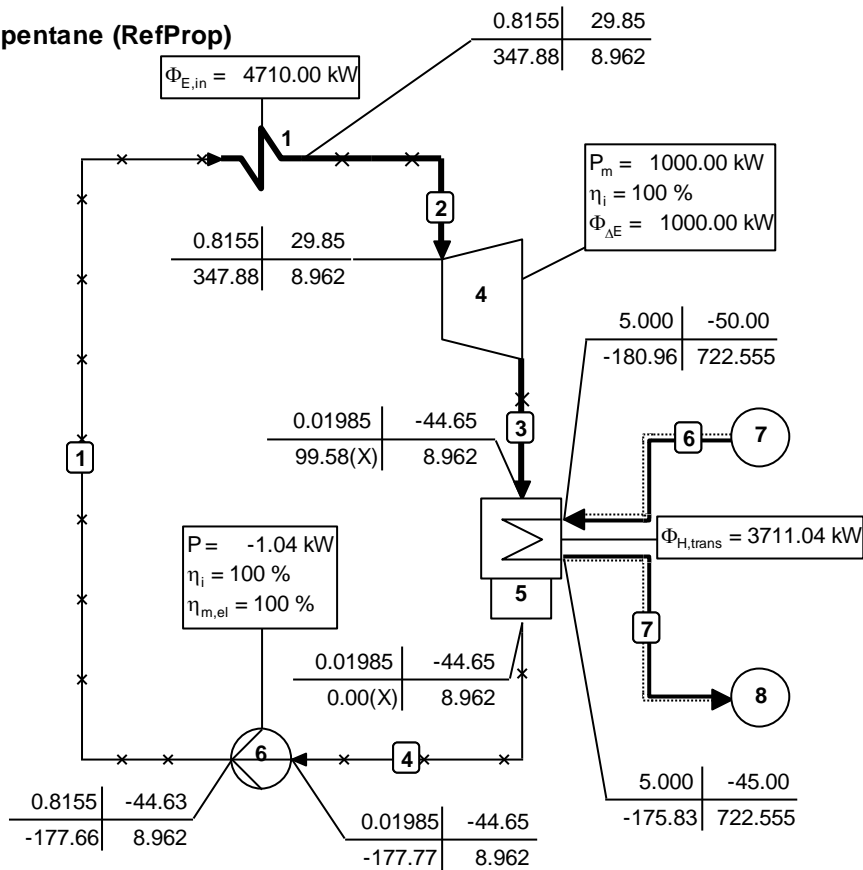 pentane (RefProp)
0.8155 29.85
347.88 8.962
Φ_E,in = 4710.00 kW
1
P_m = 1000.00 kW
η_i = 100 %
Φ_ΔE = 1000.00 kW
2
0.8155 29.85
347.88 8.962
4
5.000 -50.00
-180.96 722.555
0.01985 -44.65
99.58(X) 8.962
3
6
7
1
P = -1.04 kW
η_i = 100 %
η_m,el = 100 %
Φ_H,trans = 3711.04 kW
5
7
0.01985 -44.65
0.00(X) 8.962
8
6
4
0.8155 -44.63
-177.66 8.962
0.01985 -44.65
-177.77 8.962
5.000 -45.00
-175.83 722.555